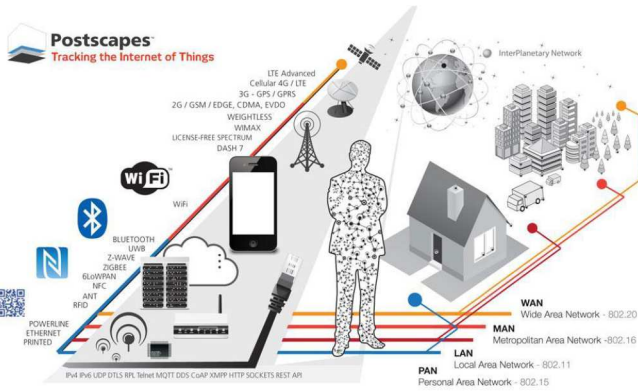 Postscapes™
Tracking the Internet of Things
InterPlanetary Network
LTE Advanced
Cellular 4G / LTE
3G - GPS / GPRS
2G / GSM / EDGE, CDMA, EVDO
WEIGHTLESS
WIMAX
LICENSE-FREE SPECTRUM
DASH 7
Wi Fi™
WiFi
BLUETOOTH
UWB
Z-WAVE
ZIGBEE
6LoWPAN
NFC
ANT
RFiD
POWERLINE
ETHERNET
PRINTED
WAN
Wide Area Network - 802.20
MAN
Metropolitan Area Network -802.16
LAN
Local Area Network - 802.11
PAN
Personal Area Network - 802.15
IPv4 IPv6 UDP DTLS RPL Telnet MQTT DDS CoAP XMPP HTTP SOCKETS REST API